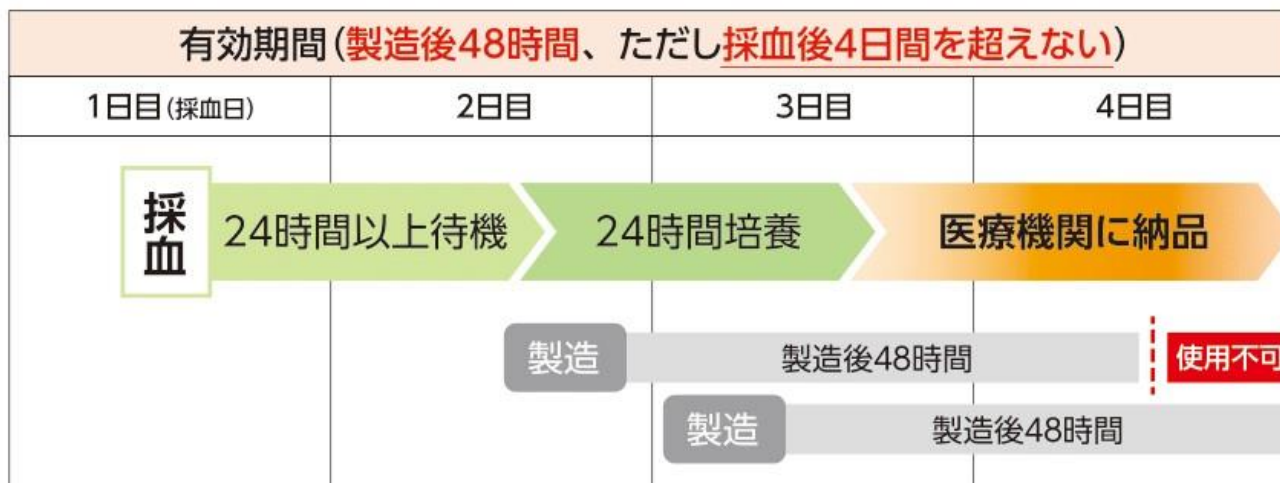 有効期間(製造後48時間、ただし採血後4日間を超えない)
1日目(採血日) 2日目 3日目 4日目
採血 24時間以上待機 24時間培養 医療機関に納品
製造 製造後48時間 使用不可
製造 製造後48時間